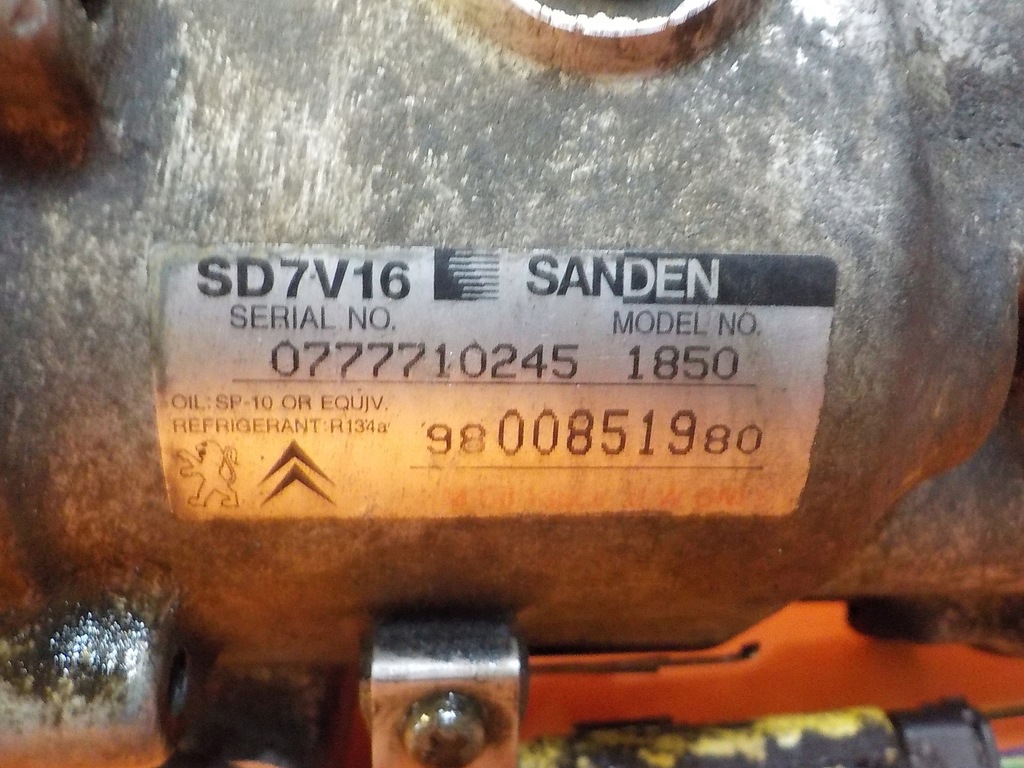 SD7V16 SANDEN
SERIAL NO. MODEL NO.
0777710245 1850
OIL: SP-10 OR EQUIV.
REFRIGERANT: R134a
9800851980